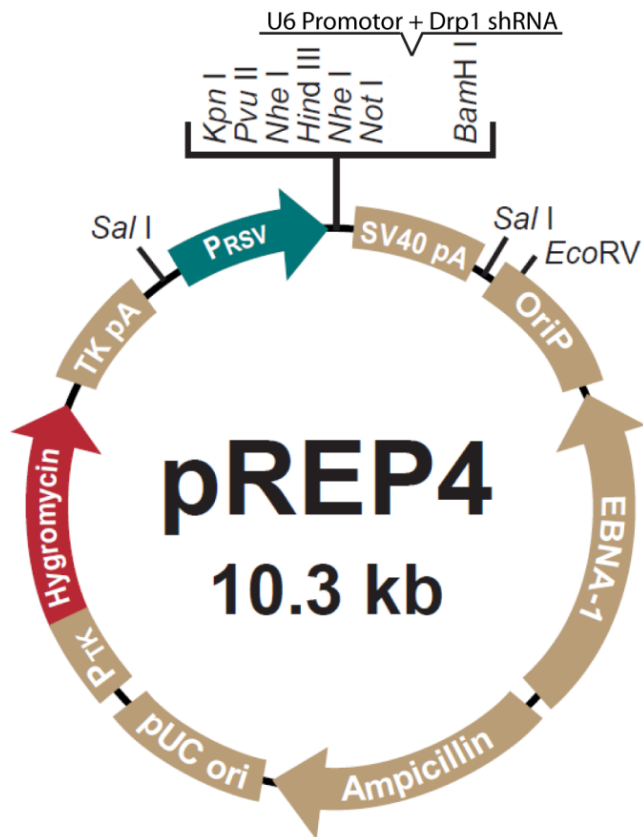 U6 Promotor + Drp1 shRNA
Kpn I
Pvu II
Nhe I
Hind III
Nhe I
Not I
BamH I
Sal I
PRSV
SV40 pA
Sal I
EcoRV
OriP
TK pA
pREP4
10.3 kb
Hygromycin
EBNA-1
PTK
pUC ori
Ampicillin